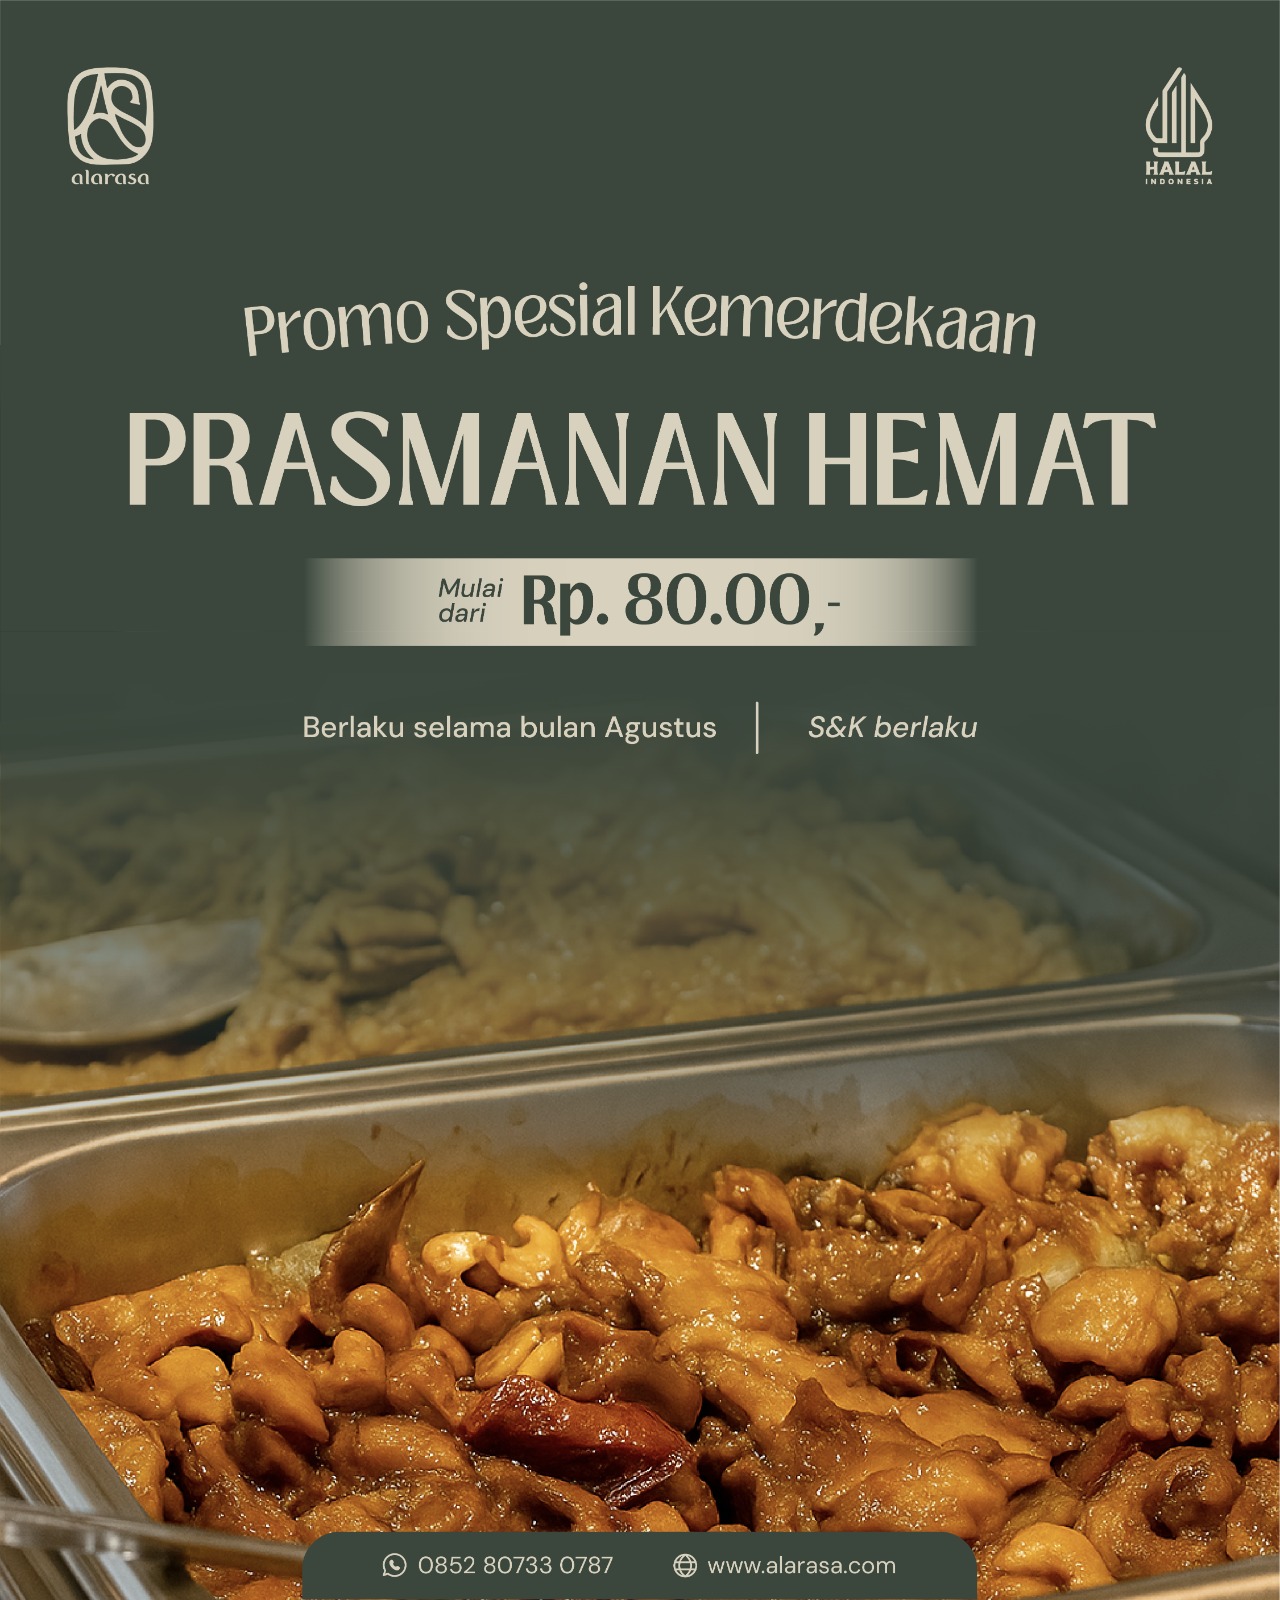 alarasa
HALAL
INDONESIA
Promo Spesial Kemerdekaan
PRASMANAN HEMAT
Mulai
dari
Rp. 80.00,-
Berlaku selama bulan Agustus
S&K berlaku
0852 80733 0787
www.alarasa.com